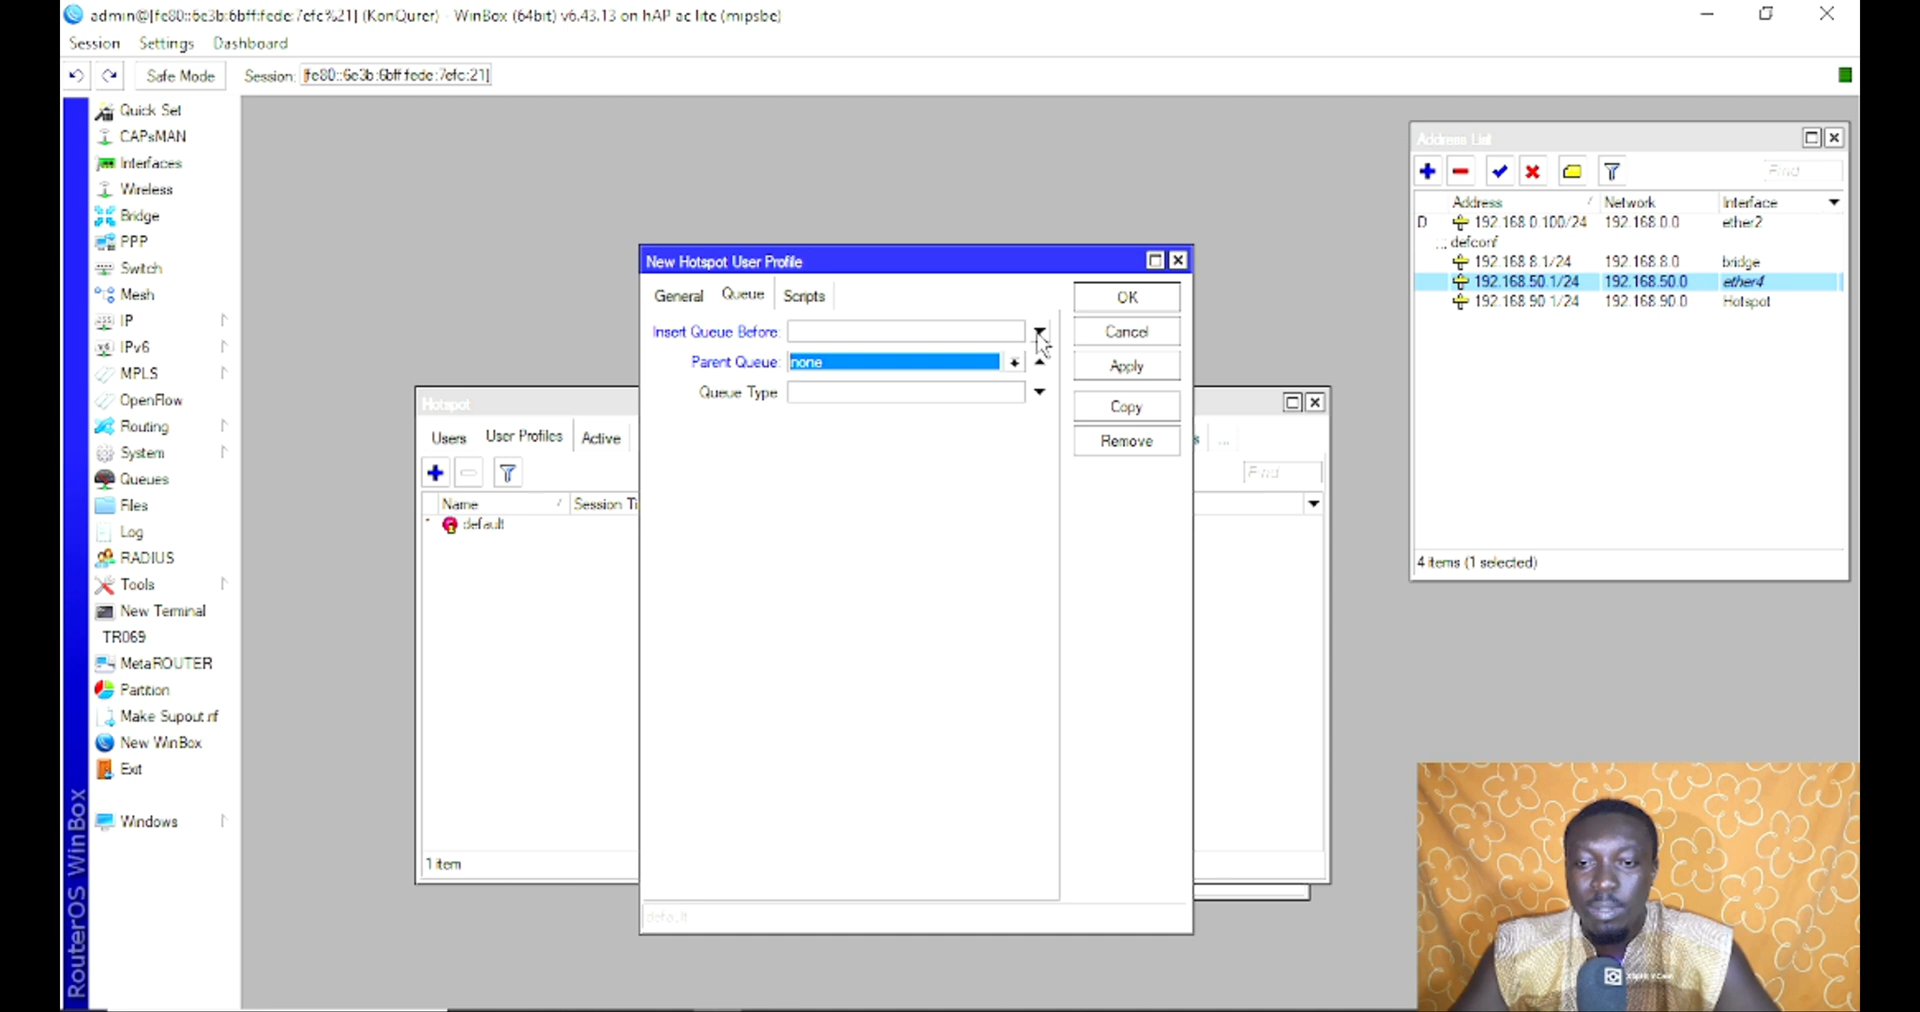 admin@[fe80::6e3b:6bff:fede:7efc%21] (KonQurer) - WinBox (64bit) v6.43.13 on hAP ac lite (mipsbe)
Session Settings Dashboard
Safe Mode Session: [fe80::6e3b:6bff:fede:7efc:21]
Quick Set
CAPsMAN
Interfaces
Wireless
Bridge
PPP
Switch
Mesh
IP
IPv6
MPLS
OpenFlow
Routing
System
Queues
Files
Log
RADIUS
Tools
New Terminal
TR069
MetaROUTER
Partition
Make Supout.rif
New WinBox
Exit
Windows
RouterOS WinBox
Hotspot
Users User Profiles Active
...
Find
Name Session Ti
default
1 item
New Hotspot User Profile
General Queue Scripts
Insert Queue Before:
Parent Queue: none
Queue Type
OK
Cancel
Apply
Copy
Remove
default
Address List
Find
Address Network Interface
D 192.168.0.100/24 192.168.0.0 ether2
... defconf
192.168.8.1/24 192.168.8.0 bridge
192.168.50.1/24 192.168.50.0 ether4
192.168.90.1/24 192.168.90.0 Hotspot
4 items (1 selected)